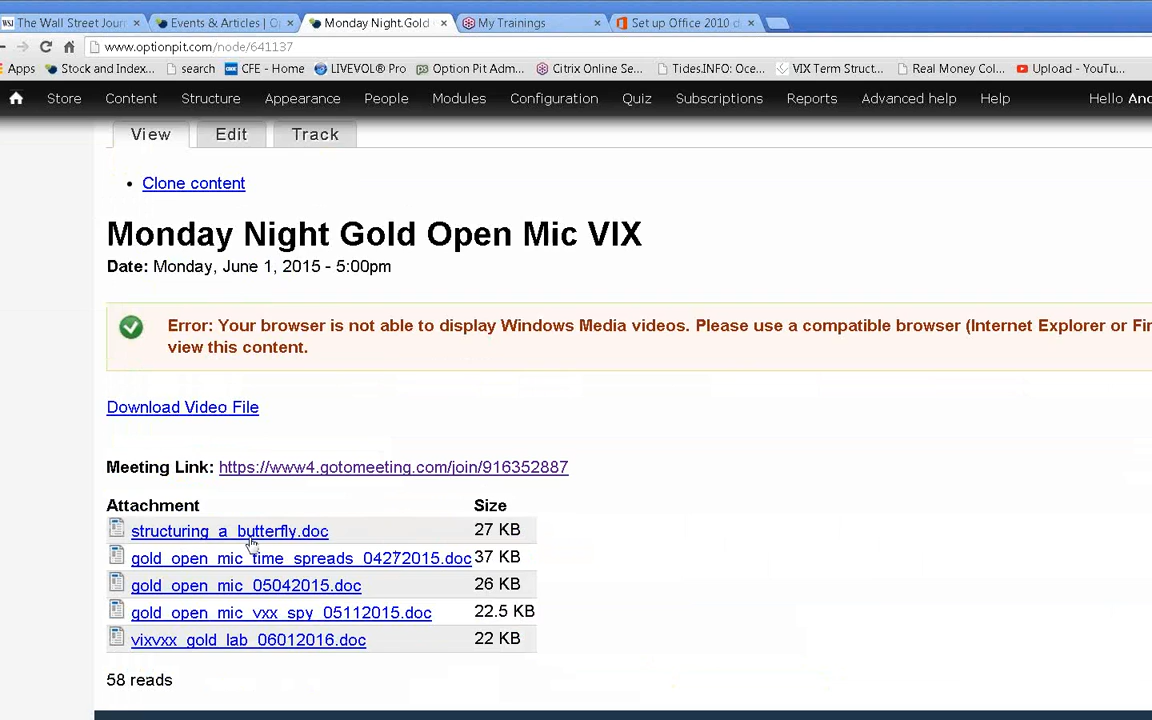 WSJ The Wall Street Jour
Events & Articles | O
Monday Night Gold
My Trainings
Set up Office 2010 d
www.optionpit.com/node/641137
Apps
Stock and Index...
search
CFE - Home
LIVEVOL® Pro
Option Pit Adm...
Citrix Online Se...
Tides.INFO: Oce...
VIX Term Struct...
Real Money Col...
Upload - YouTu...
Store
Content
Structure
Appearance
People
Modules
Configuration
Quiz
Subscriptions
Reports
Advanced help
Help
Hello And
View
Edit
Track
Clone content
Monday Night Gold Open Mic VIX
Date: Monday, June 1, 2015 - 5:00pm
Error: Your browser is not able to display Windows Media videos. Please use a compatible browser (Internet Explorer or Fir
view this content.
Download Video File
Meeting Link: https://www4.gotomeeting.com/join/916352887
Attachment Size
structuring_a_butterfly.doc 27 KB
gold_open_mic_time_spreads_04272015.doc 37 KB
gold_open_mic_05042015.doc 26 KB
gold_open_mic_vxx_spy_05112015.doc 22.5 KB
vixvxx_gold_lab_06012016.doc 22 KB
58 reads